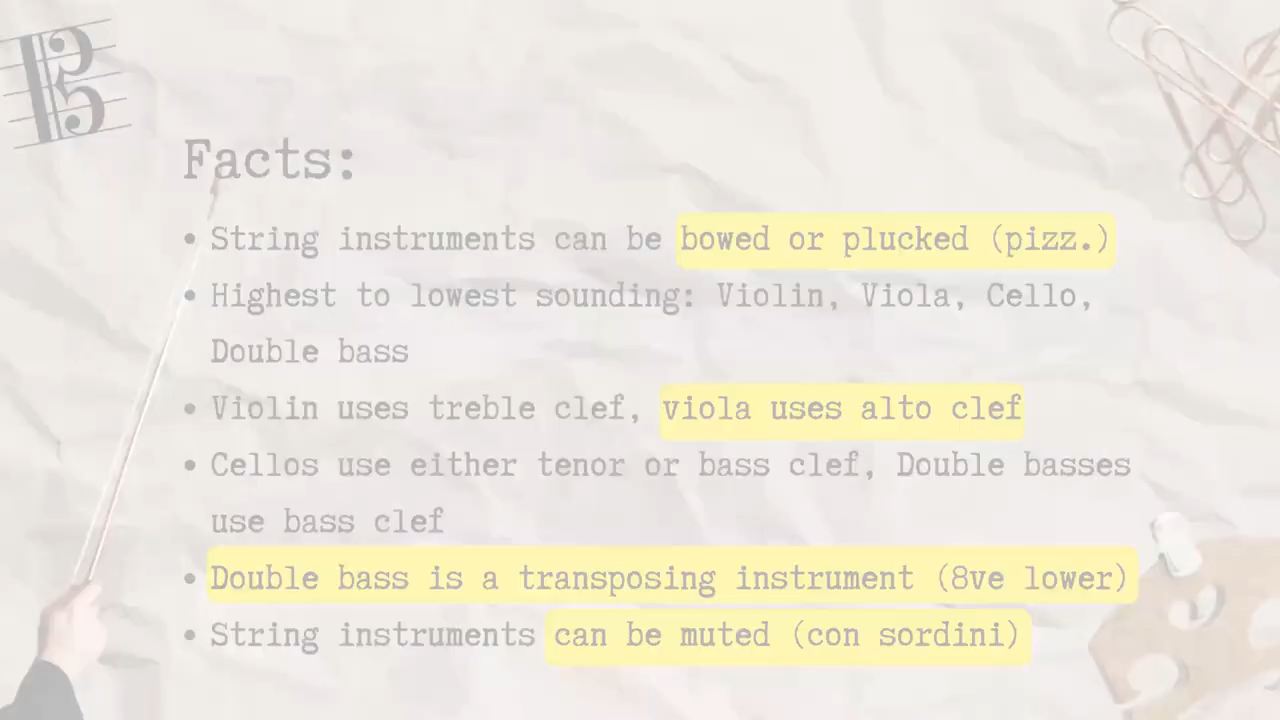 Facts:
• String instruments can be bowed or plucked (pizz.)
• Highest to lowest sounding: Violin, Viola, Cello,
Double bass
• Violin uses treble clef, viola uses alto clef
• Cellos use either tenor or bass clef, Double basses
use bass clef
• Double bass is a transposing instrument (8ve lower)
• String instruments can be muted (con sordini)